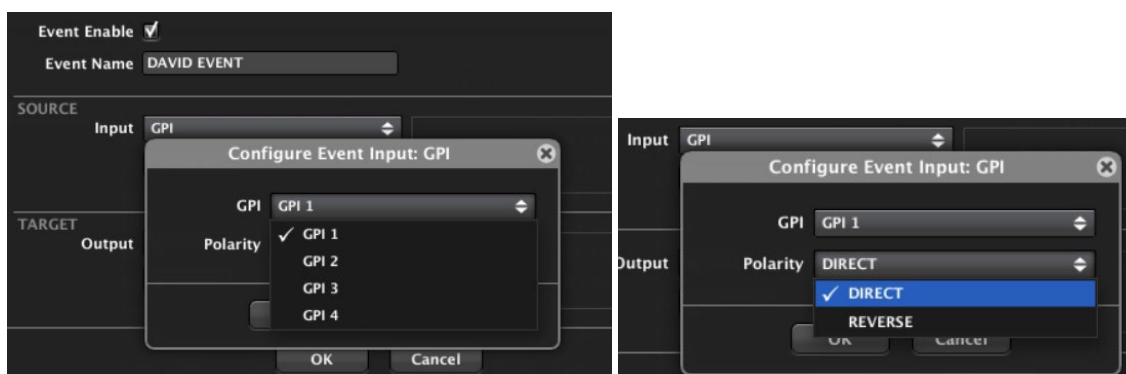 Event Enable
Event Name DAVID EVENT
SOURCE
Input GPI
Configure Event Input: GPI
GPI GPI 1
TARGET
Output
Polarity
GPI 1
GPI 2
GPI 3
GPI 4
OK Cancel
Input GPI
Configure Event Input: GPI
GPI GPI 1
Output
Polarity DIRECT
DIRECT
REVERSE
OK Cancel